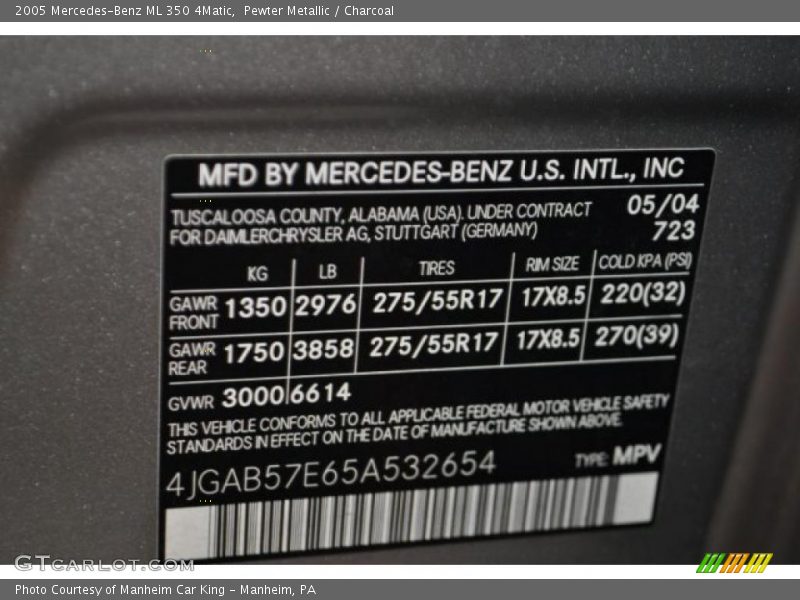 2005 Mercedes-Benz ML 350 4Matic, Pewter Metallic / Charcoal
MFD BY MERCEDES-BENZ U.S. INTL., INC
TUSCALOOSA COUNTY, ALABAMA (USA). UNDER CONTRACT 05/04
FOR DAIMLERCHRYSLER AG, STUTTGART (GERMANY) 723
KG LB TIRES RIM SIZE COLD KPA (PSI)
GAWR FRONT 1350 2976 275/55R17 17X8.5 220(32)
GAWR REAR 1750 3858 275/55R17 17X8.5 270(39)
GVWR 3000 6614
THIS VEHICLE CONFORMS TO ALL APPLICABLE FEDERAL MOTOR VEHICLE SAFETY
STANDARDS IN EFFECT ON THE DATE OF MANUFACTURE SHOWN ABOVE.
4JGAB57E65A532654 TYPE: MPV
GTCARLOT.COM
Photo Courtesy of Manheim Car King - Manheim, PA